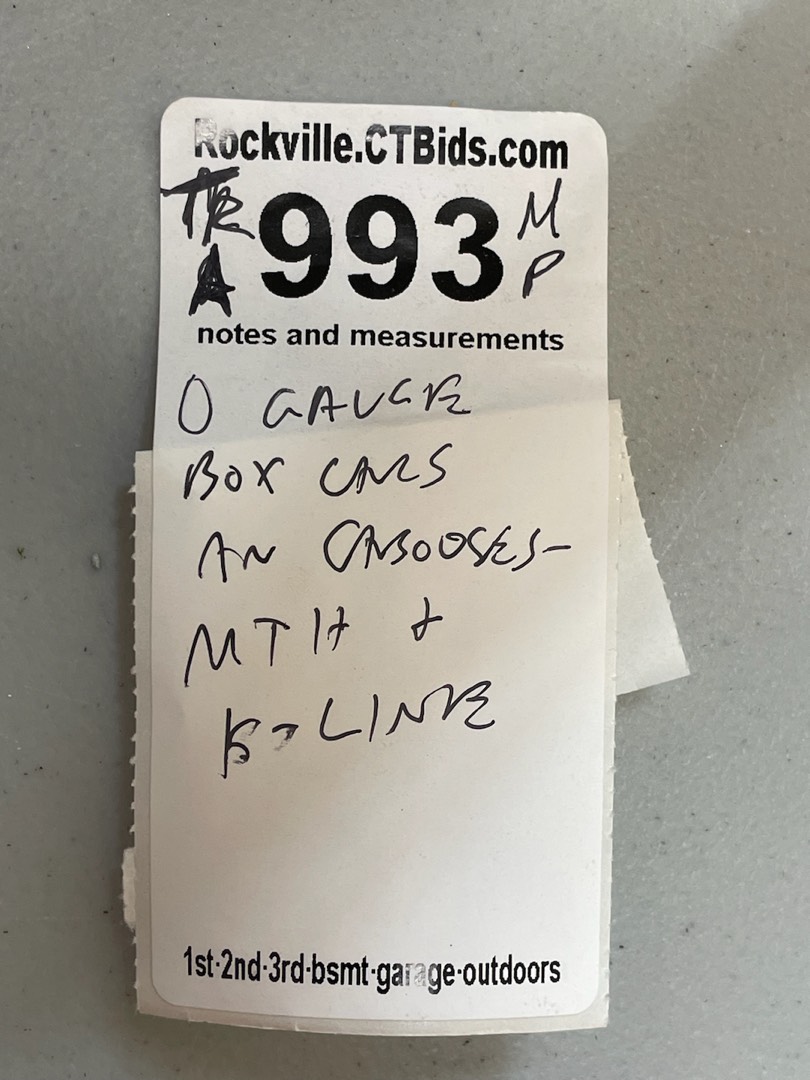 Rockville.CTBids.com
TR 993 M
A P
notes and measurements
O GAUGE
BOX CARS
AN CABOOSES-
MTH &
K-LINE
1st·2nd·3rd·bsmt·garage·outdoors